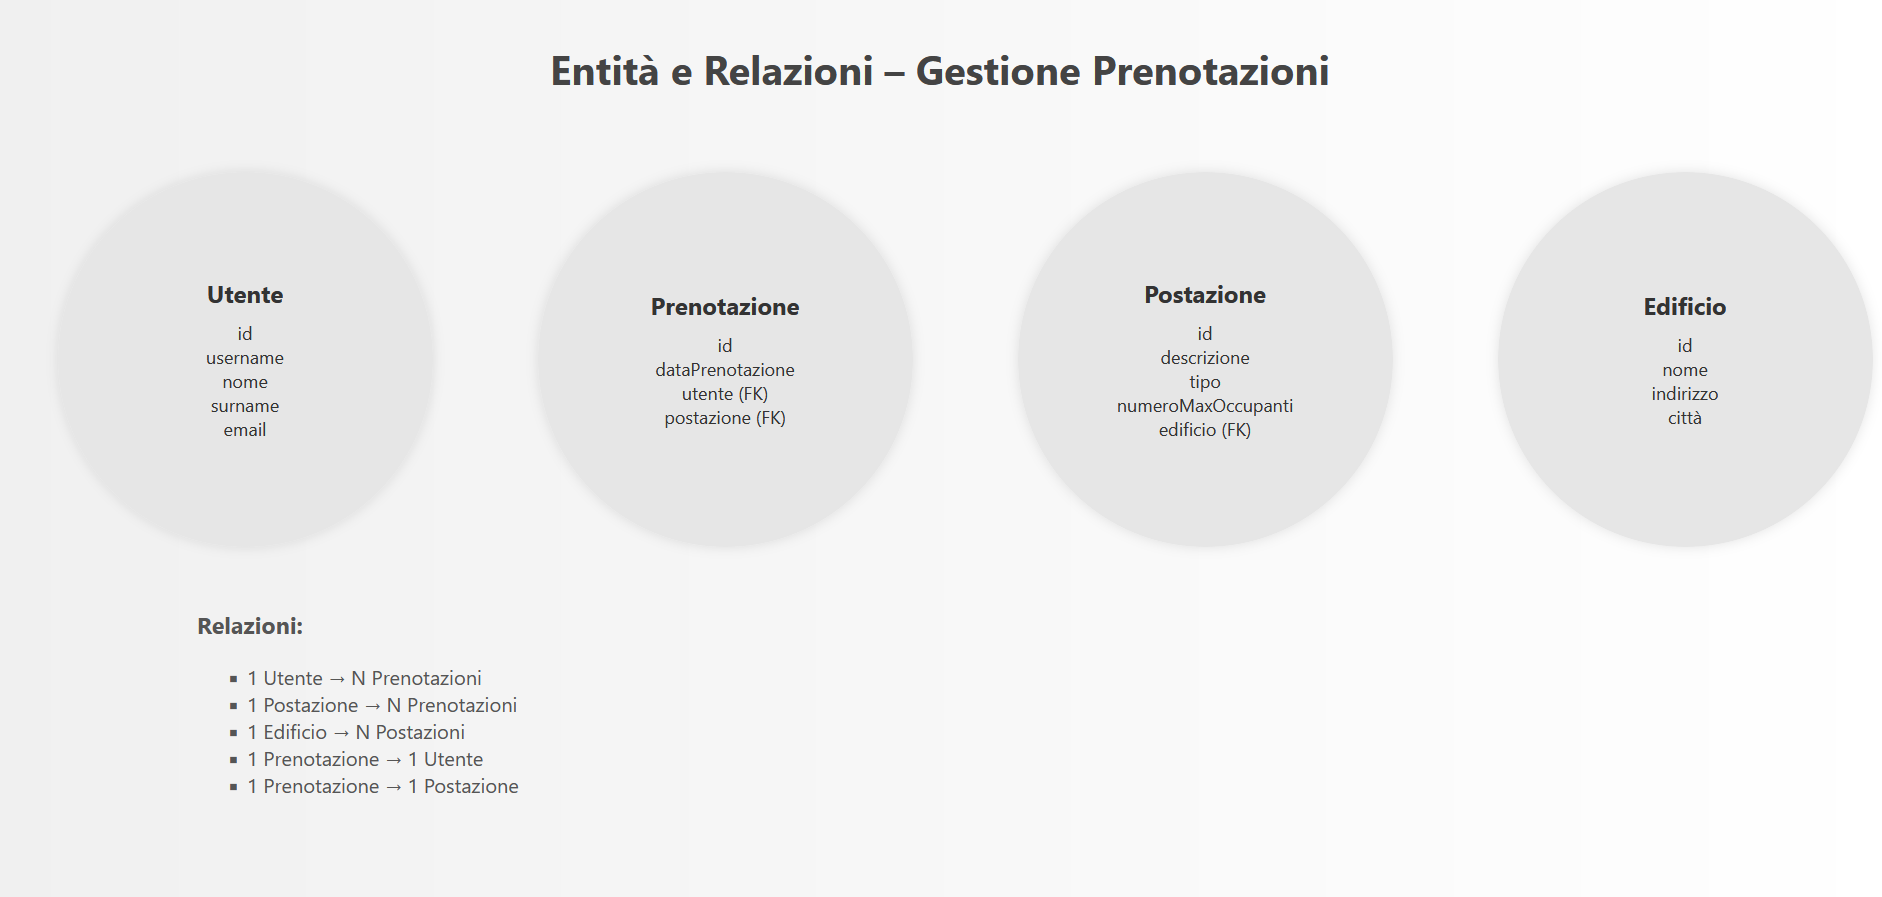 Entità e Relazioni – Gestione Prenotazioni
Utente
id
username
nome
surname
email
Prenotazione
id
dataPrenotazione
utente (FK)
postazione (FK)
Postazione
id
descrizione
tipo
numeroMaxOccupanti
edificio (FK)
Edificio
id
nome
indirizzo
città
Relazioni:
▪ 1 Utente → N Prenotazioni
▪ 1 Postazione → N Prenotazioni
▪ 1 Edificio → N Postazioni
▪ 1 Prenotazione → 1 Utente
▪ 1 Prenotazione → 1 Postazione